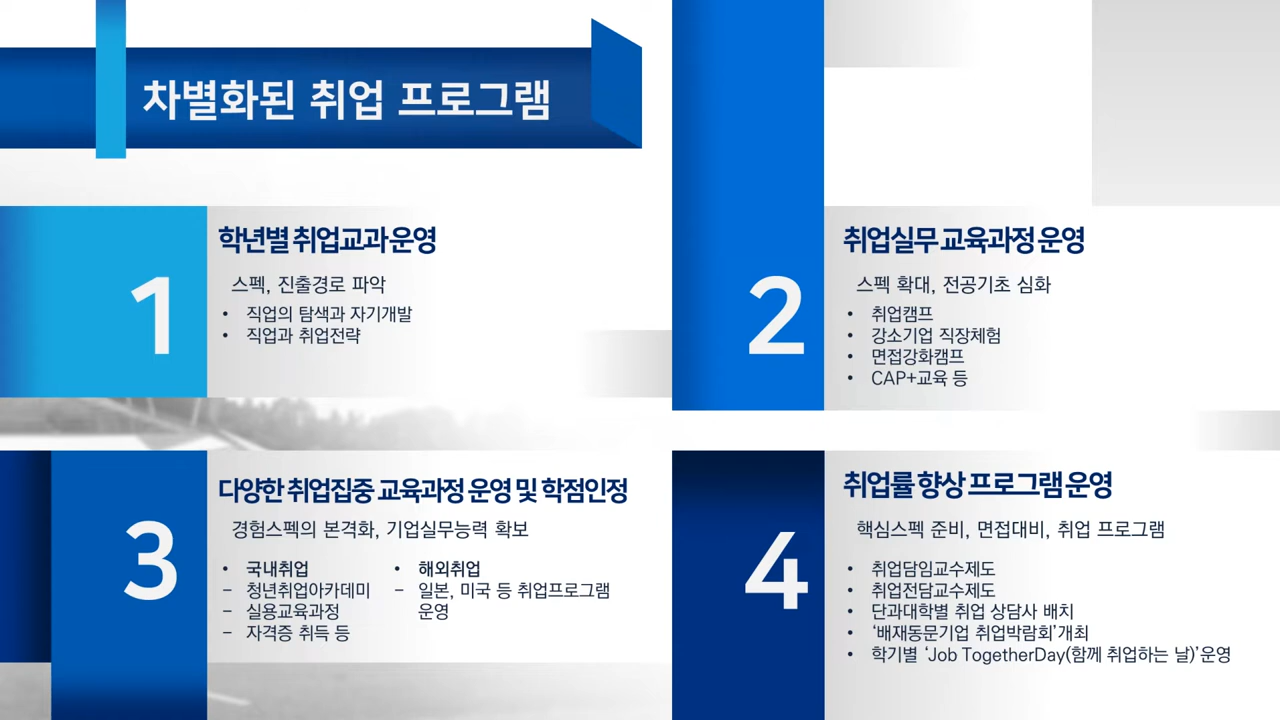 차별화된 취업 프로그램
1
학년별 취업교과 운영
스펙, 진출경로 파악
• 직업의 탐색과 자기개발
• 직업과 취업전략
2
취업실무 교육과정 운영
스펙 확대, 전공기초 심화
• 취업캠프
• 강소기업 직장체험
• 면접강화캠프
• CAP+교육 등
3
다양한 취업집중 교육과정 운영 및 학점인정
경험스펙의 본격화, 기업실무능력 확보
• 국내취업
– 청년취업아카데미
– 실용교육과정
– 자격증 취득 등
• 해외취업
– 일본, 미국 등 취업프로그램
운영
4
취업률 향상 프로그램 운영
핵심스펙 준비, 면접대비, 취업 프로그램
• 취업담임교수제도
• 취업전담교수제도
• 단과대학별 취업 상담사 배치
• ‘배재동문기업 취업박람회’개최
• 학기별 ‘Job TogetherDay(함께 취업하는 날)’운영